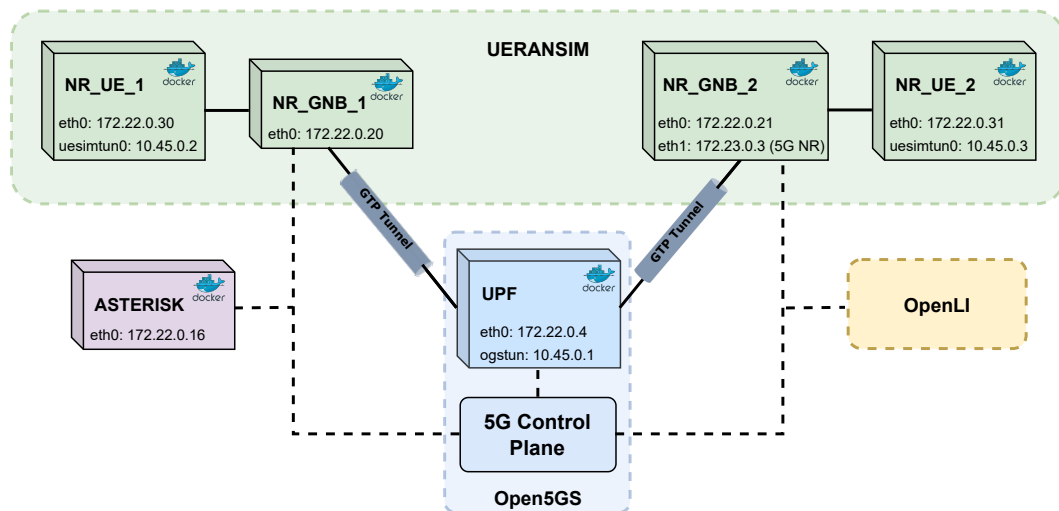 UERANSIM
NR_UE_1
docker
eth0: 172.22.0.30
uesimtun0: 10.45.0.2
NR_GNB_1
docker
eth0: 172.22.0.20
NR_GNB_2
docker
eth0: 172.22.0.21
eth1: 172.23.0.3 (5G NR)
NR_UE_2
docker
eth0: 172.22.0.31
uesimtun0: 10.45.0.3
GTP Tunnel
GTP Tunnel
ASTERISK
docker
eth0: 172.22.0.16
UPF
docker
eth0: 172.22.0.4
ogstun: 10.45.0.1
OpenLI
5G Control
Plane
Open5GS